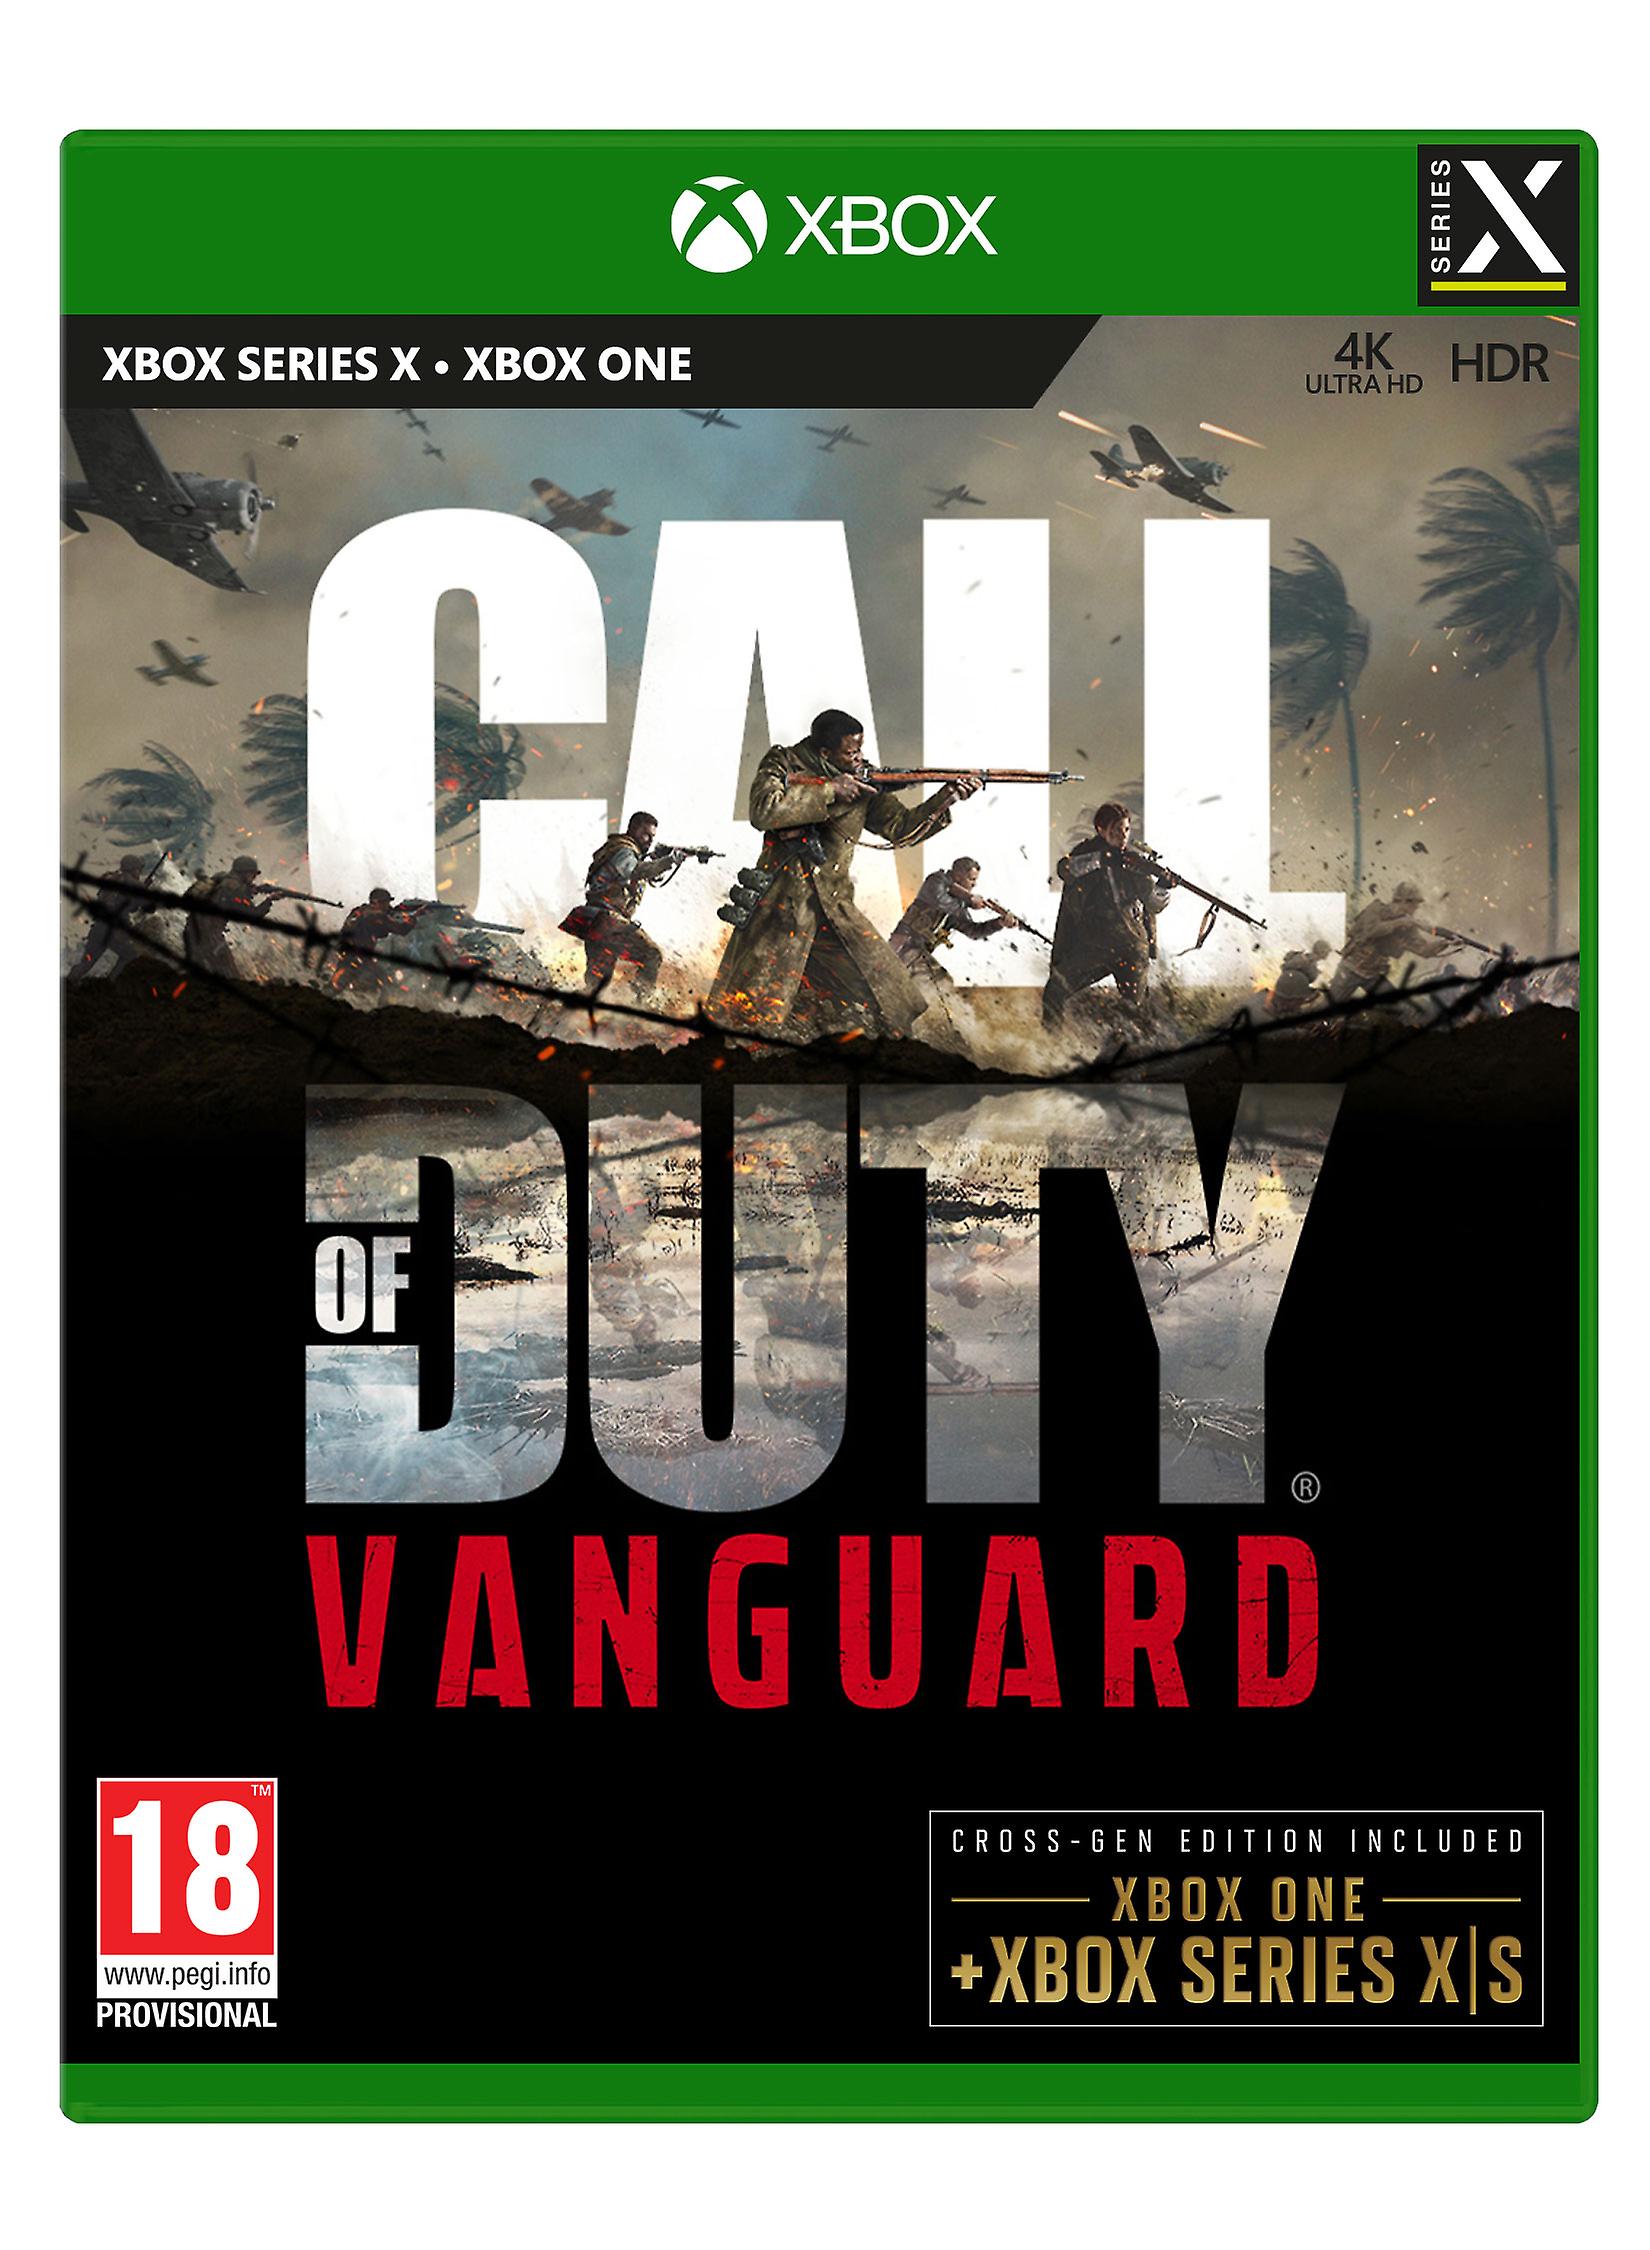 XBOX
SERIES X
XBOX SERIES X • XBOX ONE
4K
ULTRA HD
HDR
CALL
OF
DUTY®
VANGUARD
18™
www.pegi.info
PROVISIONAL
CROSS-GEN EDITION INCLUDED
XBOX ONE
+XBOX SERIES X|S